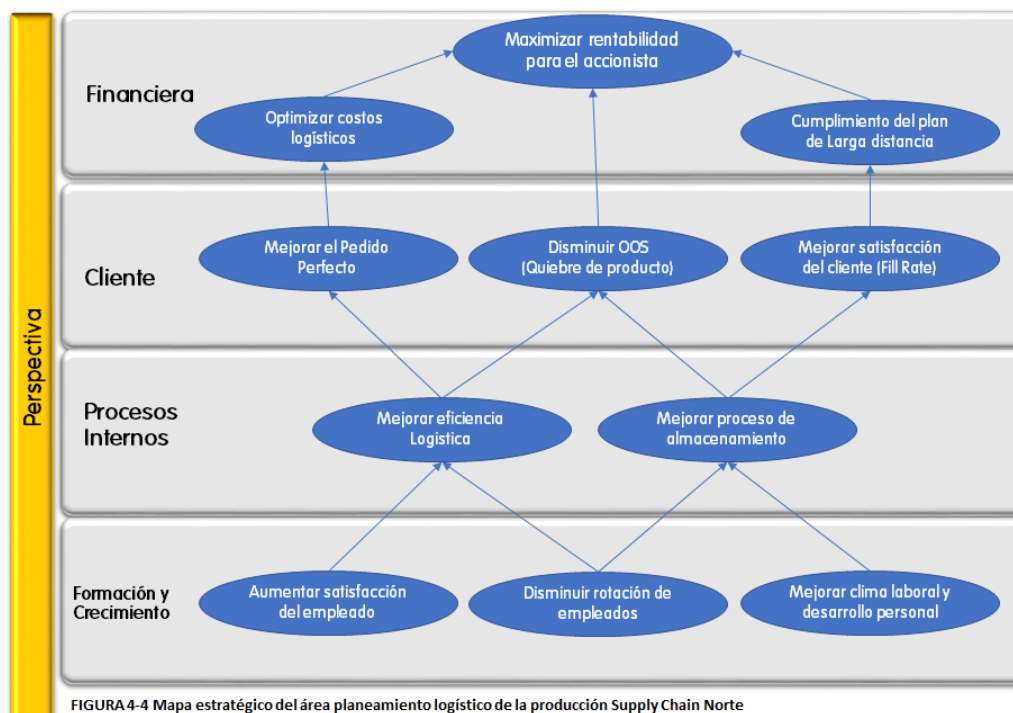 Perspectiva
Financiera
Maximizar rentabilidad
para el accionista
Optimizar costos
logísticos
Cumplimiento del plan
de Larga distancia
Cliente
Mejorar el Pedido
Perfecto
Disminuir OOS
(Quiebre de producto)
Mejorar satisfacción
del cliente (Fill Rate)
Procesos
Internos
Mejorar eficiencia
Logistica
Mejorar proceso de
almacenamiento
Formación y
Crecimiento
Aumentar satisfacción
del empleado
Disminuir rotación de
empleados
Mejorar clima laboral y
desarrollo personal
FIGURA 4-4 Mapa estratégico del área planeamiento logístico de la producción Supply Chain Norte